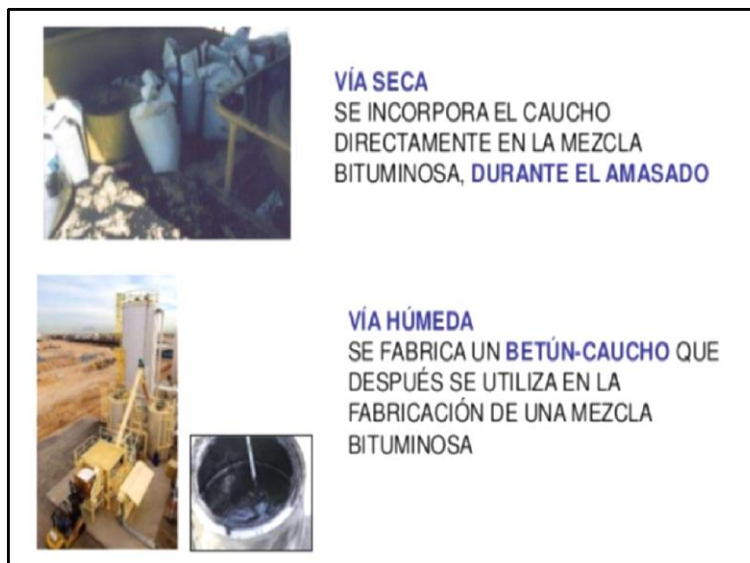 VÍA SECA
SE INCORPORA EL CAUCHO
DIRECTAMENTE EN LA MEZCLA
BITUMINOSA, DURANTE EL AMASADO
VÍA HÚMEDA
SE FABRICA UN BETÚN-CAUCHO QUE
DESPUÉS SE UTILIZA EN LA
FABRICACIÓN DE UNA MEZCLA
BITUMINOSA